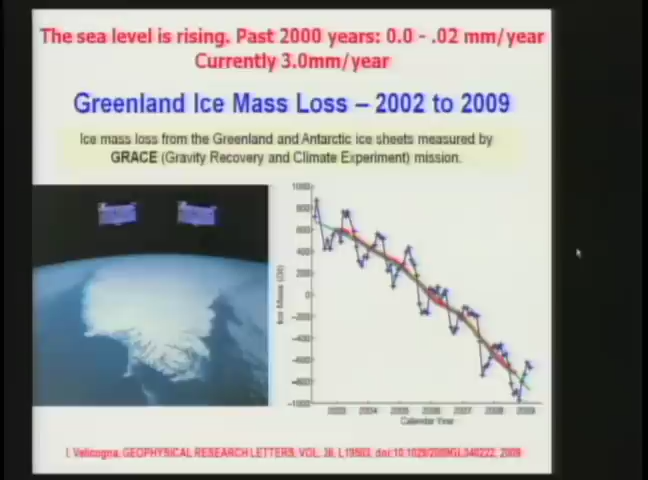 The sea level is rising. Past 2000 years: 0.0 - .02 mm/year
Currently 3.0mm/year
Greenland Ice Mass Loss – 2002 to 2009
Ice mass loss from the Greenland and Antarctic ice sheets measured by
GRACE (Gravity Recovery and Climate Experiment) mission.
1000
800
600
400
200
0
-200
-400
-600
-800
-1000
Ice Mass (Gt)
2003 2004 2005 2006 2007 2008 2009
Calendar Year
I. Velicogna, GEOPHYSICAL RESEARCH LETTERS, VOL. 36, L19503, doi:10.1029/2009GL040222, 2009